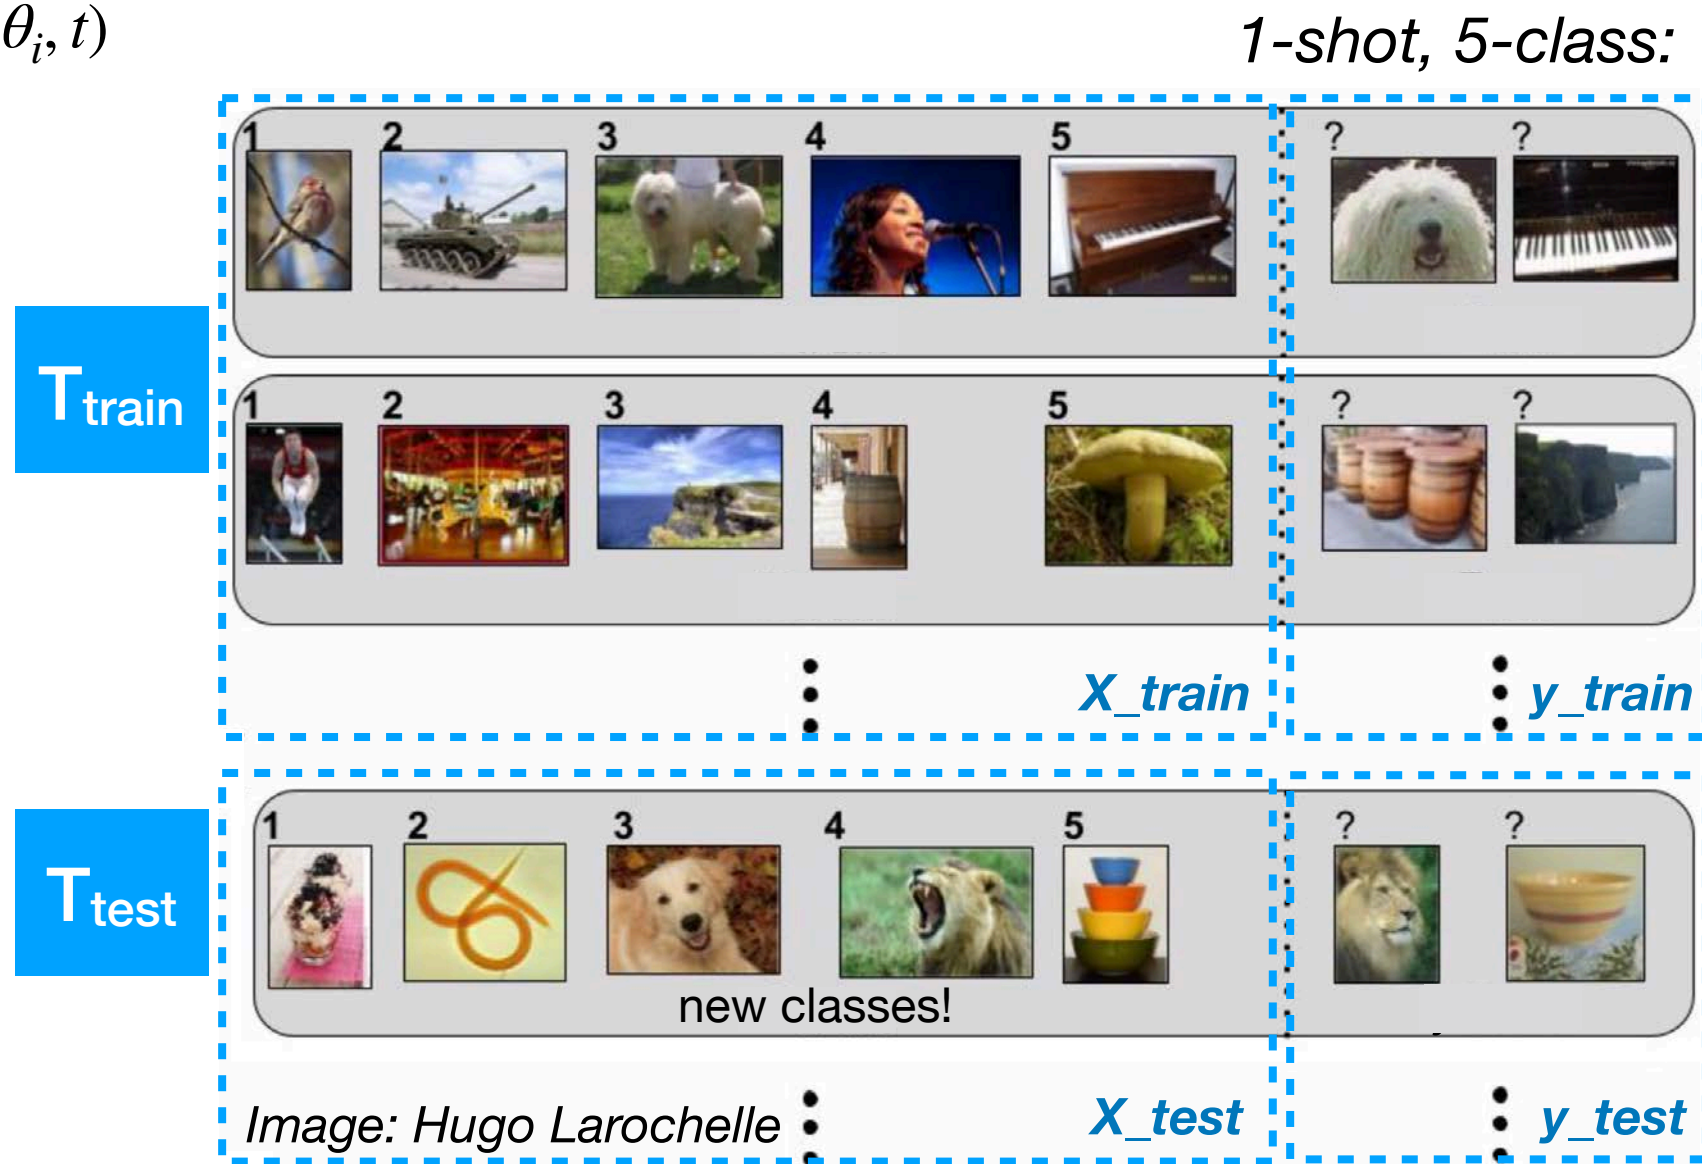 θi, t)
1-shot, 5-class:
1 2 3 4 5 ? ?
Ttrain
1 2 3 4 5 ? ?
X_train y_train
1 2 3 4 5 ? ?
Ttest
new classes!
Image: Hugo Larochelle X_test y_test